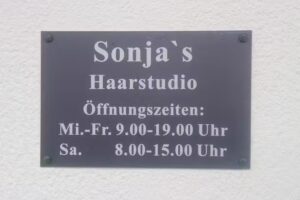 Sonja`s
Haarstudio
Öffnungszeiten:
Mi.-Fr. 9.00-19.00 Uhr
Sa. 8.00-15.00 Uhr